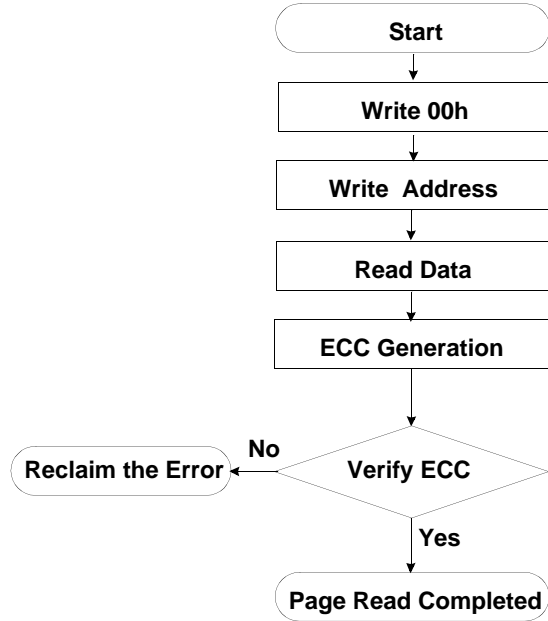 Start
Write 00h
Write Address
Read Data
ECC Generation
No
Reclaim the Error
Verify ECC
Yes
Page Read Completed